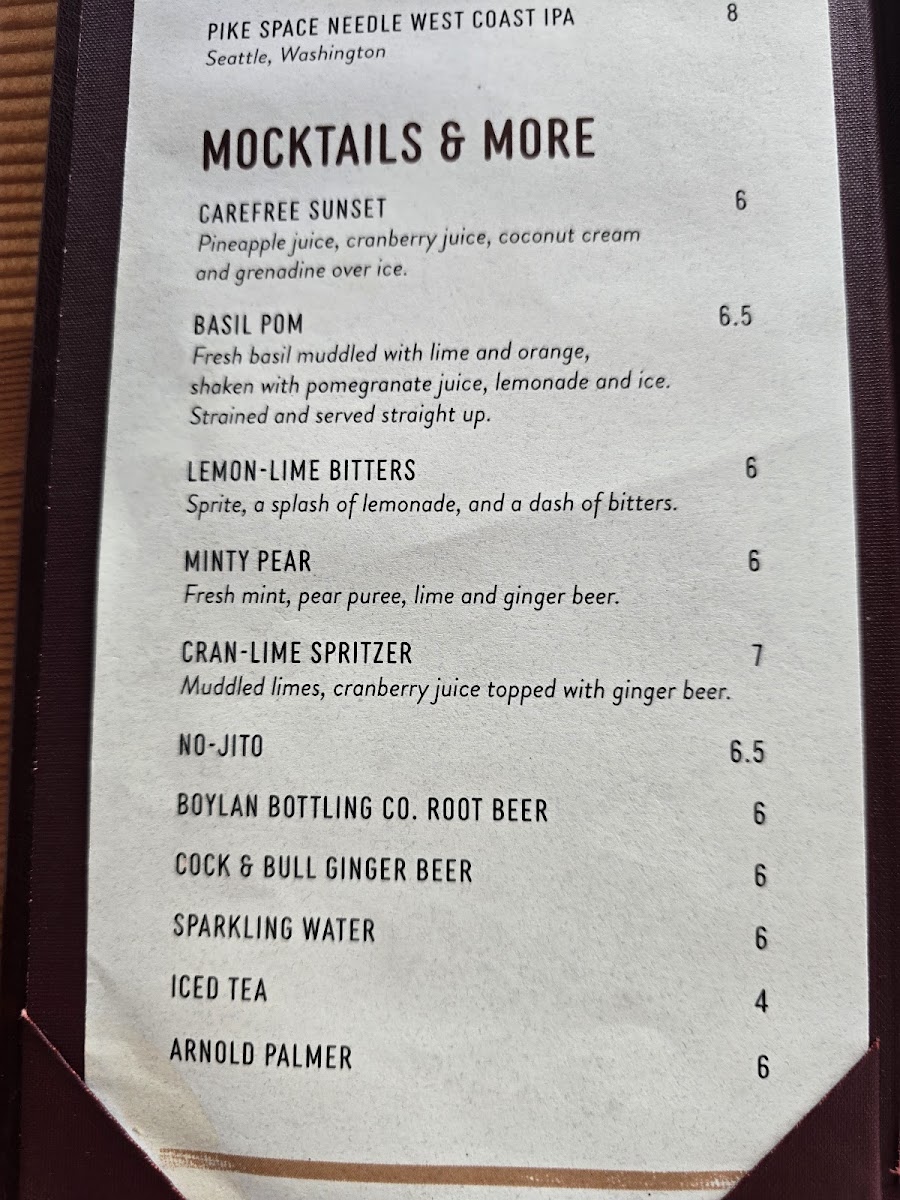 PIKE SPACE NEEDLE WEST COAST IPA 8
Seattle, Washington
MOCKTAILS & MORE
CAREFREE SUNSET 6
Pineapple juice, cranberry juice, coconut cream
and grenadine over ice.
BASIL POM 6.5
Fresh basil muddled with lime and orange,
shaken with pomegranate juice, lemonade and ice.
Strained and served straight up.
LEMON-LIME BITTERS 6
Sprite, a splash of lemonade, and a dash of bitters.
MINTY PEAR 6
Fresh mint, pear puree, lime and ginger beer.
CRAN-LIME SPRITZER 7
Muddled limes, cranberry juice topped with ginger beer.
NO-JITO 6.5
BOYLAN BOTTLING CO. ROOT BEER 6
COCK & BULL GINGER BEER 6
SPARKLING WATER 6
ICED TEA 4
ARNOLD PALMER 6